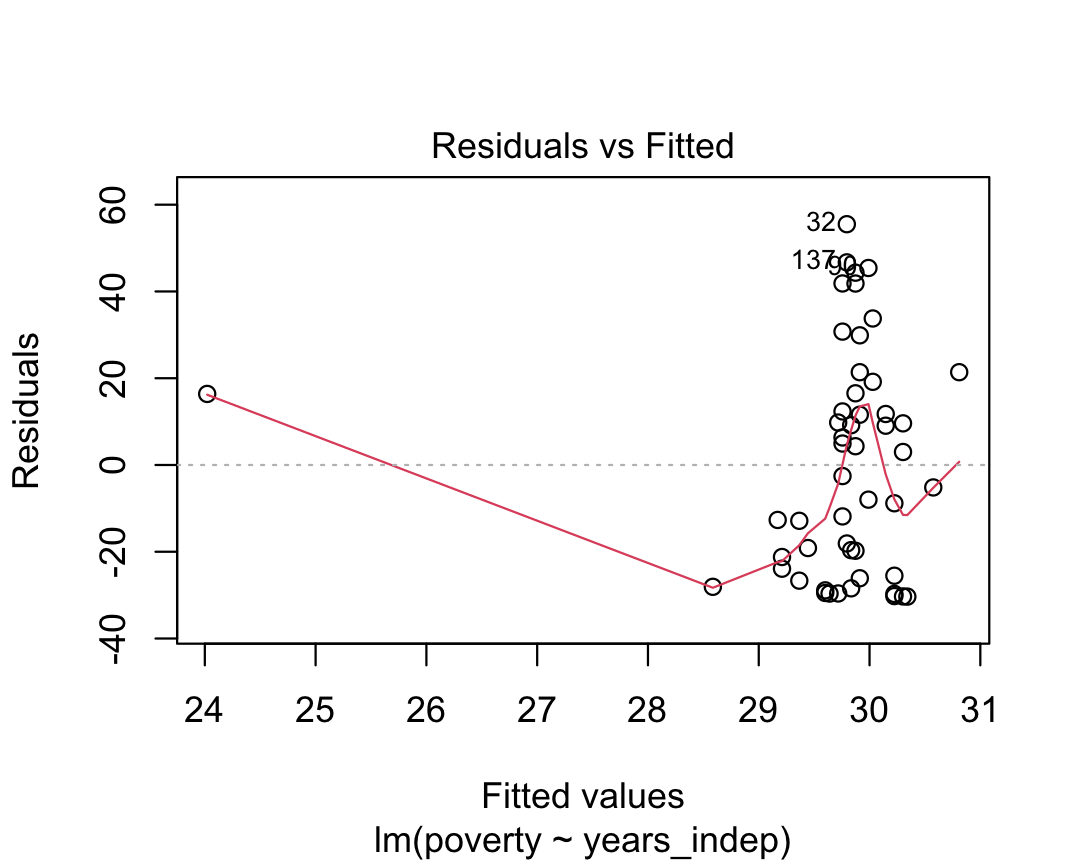 Residuals vs Fitted
Residuals
60
40
20
0
-20
-40
32
137
9
24 25 26 27 28 29 30 31
Fitted values
lm(poverty ~ years_indep)